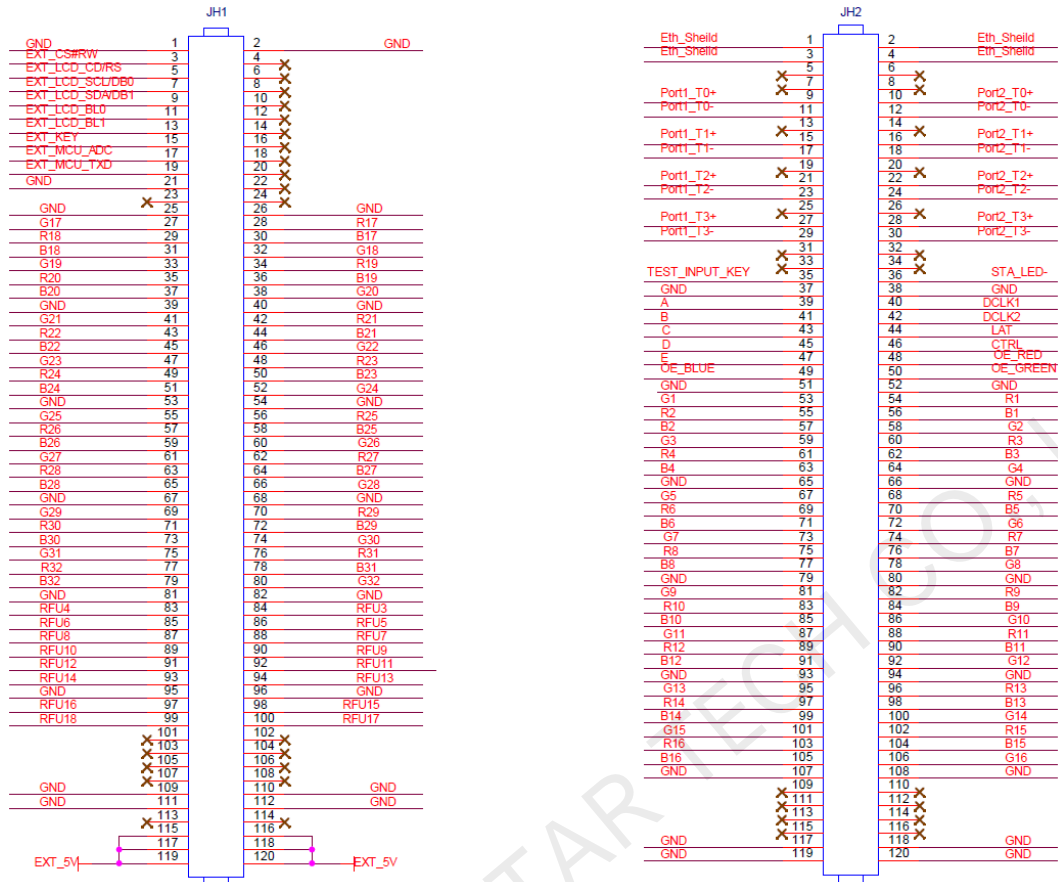 JH1
GND 1 2 GND
EXT_CS#RW 3 4
EXT_LCD_CD/RS 5 6
EXT_LCD_SCL/DB0 7 8
EXT_LCD_SDA/DB1 9 10
EXT_LCD_BL0 11 12
EXT_LCD_BL1 13 14
EXT_KEY 15 16
EXT_MCU_ADC 17 18
EXT_MCU_TXD 19 20
GND 21 22
23 24
GND 25 26 GND
G17 27 28 R17
R18 29 30 B17
B18 31 32 G18
G19 33 34 R19
R20 35 36 B19
B20 37 38 G20
GND 39 40 GND
G21 41 42 R21
R22 43 44 B21
B22 45 46 G22
G23 47 48 R23
R24 49 50 B23
B24 51 52 G24
GND 53 54 GND
G25 55 56 R25
R26 57 58 B25
B26 59 60 G26
G27 61 62 R27
R28 63 64 B27
B28 65 66 G28
GND 67 68 GND
G29 69 70 R29
R30 71 72 B29
B30 73 74 G30
G31 75 76 R31
R32 77 78 B31
B32 79 80 G32
GND 81 82 GND
RFU4 83 84 RFU3
RFU6 85 86 RFU5
RFU8 87 88 RFU7
RFU10 89 90 RFU9
RFU12 91 92 RFU11
RFU14 93 94 RFU13
GND 95 96 GND
RFU16 97 98 RFU15
RFU18 99 100 RFU17
101 102
103 104
105 106
107 108
GND 109 110 GND
GND 111 112 GND
113 114
115 116
117 118
EXT_5V 119 120 EXT_5V
JH2
Eth_Sheild 1 2 Eth_Sheild
Eth_Sheild 3 4 Eth_Sheild
5 6
7 8
Port1_T0+ 9 10 Port2_T0+
Port1_T0- 11 12 Port2_T0-
13 14
Port1_T1+ 15 16 Port2_T1+
Port1_T1- 17 18 Port2_T1-
19 20
Port1_T2+ 21 22 Port2_T2+
Port1_T2- 23 24 Port2_T2-
25 26
Port1_T3+ 27 28 Port2_T3+
Port1_T3- 29 30 Port2_T3-
31 32
33 34
TEST_INPUT_KEY 35 36 STA_LED-
GND 37 38 GND
A 39 40 DCLK1
B 41 42 DCLK2
C 43 44 LAT
D 45 46 CTRL
E 47 48 OE_RED
OE_BLUE 49 50 OE_GREEN
GND 51 52 GND
G1 53 54 R1
R2 55 56 B1
B2 57 58 G2
G3 59 60 R3
R4 61 62 B3
B4 63 64 G4
GND 65 66 GND
G5 67 68 R5
R6 69 70 B5
B6 71 72 G6
G7 73 74 R7
R8 75 76 B7
B8 77 78 G8
GND 79 80 GND
G9 81 82 R9
R10 83 84 B9
B10 85 86 G10
G11 87 88 R11
R12 89 90 B11
B12 91 92 G12
GND 93 94 GND
G13 95 96 R13
R14 97 98 B13
B14 99 100 G14
G15 101 102 R15
R16 103 104 B15
B16 105 106 G16
GND 107 108 GND
109 110
111 112
113 114
115 116
GND 117 118 GND
GND 119 120 GND
TAR TECH CO.,